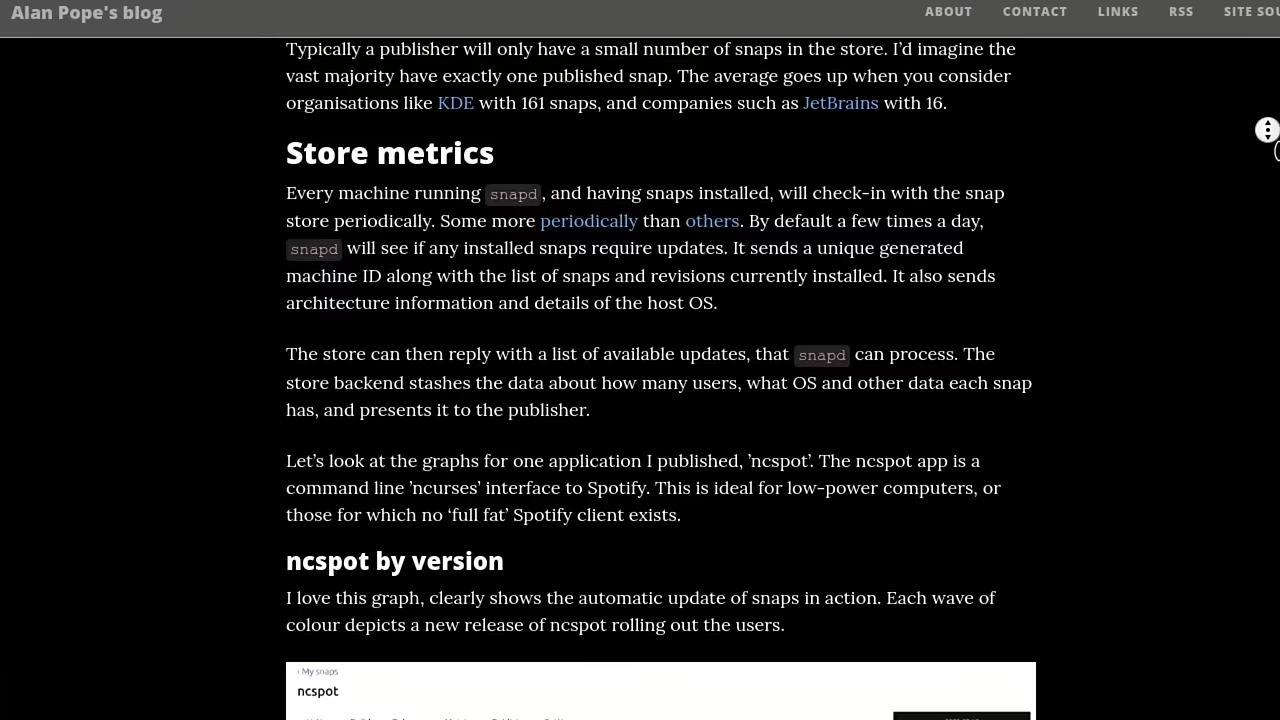 Alan Pope's blog
ABOUT CONTACT LINKS RSS SITE SOU
Typically a publisher will only have a small number of snaps in the store. I’d imagine the
vast majority have exactly one published snap. The average goes up when you consider
organisations like KDE with 161 snaps, and companies such as JetBrains with 16.
Store metrics
Every machine running snapd, and having snaps installed, will check-in with the snap
store periodically. Some more periodically than others. By default a few times a day,
snapd will see if any installed snaps require updates. It sends a unique generated
machine ID along with the list of snaps and revisions currently installed. It also sends
architecture information and details of the host OS.
The store can then reply with a list of available updates, that snapd can process. The
store backend stashes the data about how many users, what OS and other data each snap
has, and presents it to the publisher.
Let’s look at the graphs for one application I published, ’ncspot’. The ncspot app is a
command line ’ncurses’ interface to Spotify. This is ideal for low-power computers, or
those for which no ‘full fat’ Spotify client exists.
ncspot by version
I love this graph, clearly shows the automatic update of snaps in action. Each wave of
colour depicts a new release of ncspot rolling out the users.
‹ My snaps
ncspot